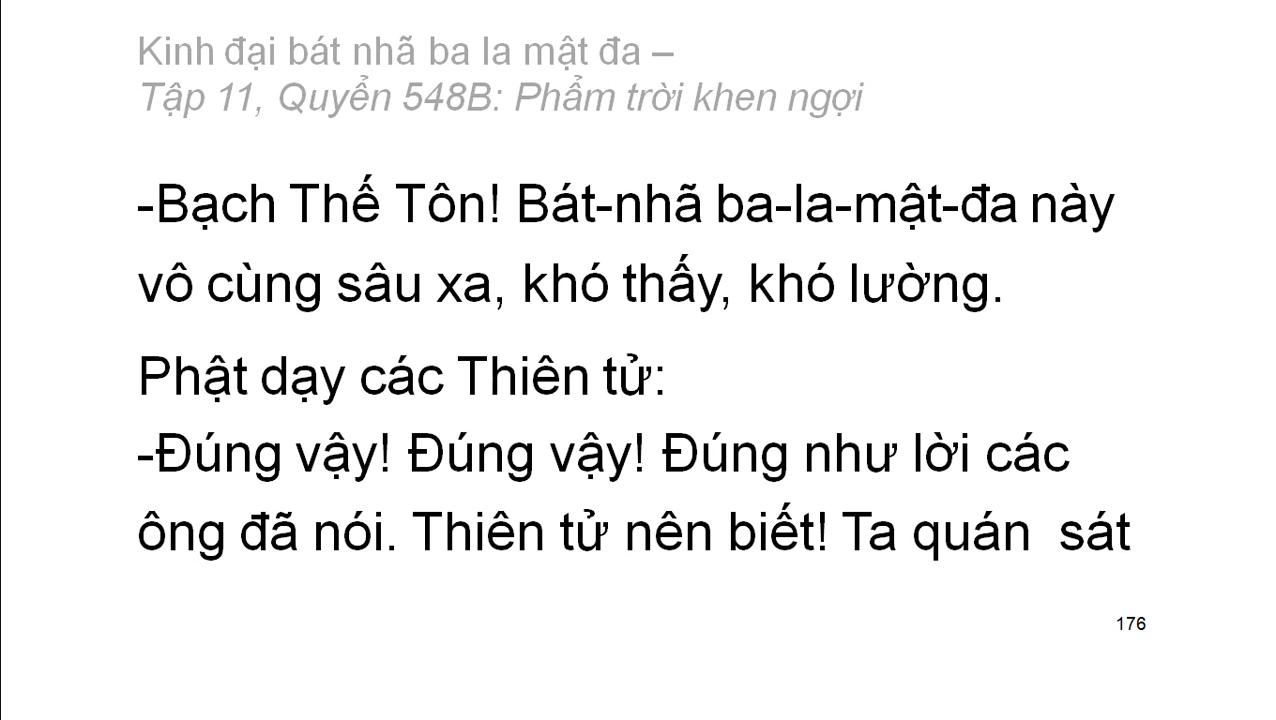 Kinh đại bát nhã ba la mật đa –
Tập 11, Quyển 548B: Phẩm trời khen ngợi
-Bạch Thế Tôn! Bát-nhã ba-la-mật-đa này
vô cùng sâu xa, khó thấy, khó lường.
Phật dạy các Thiên tử:
-Đúng vậy! Đúng vậy! Đúng như lời các
ông đã nói. Thiên tử nên biết! Ta quán  sát
176